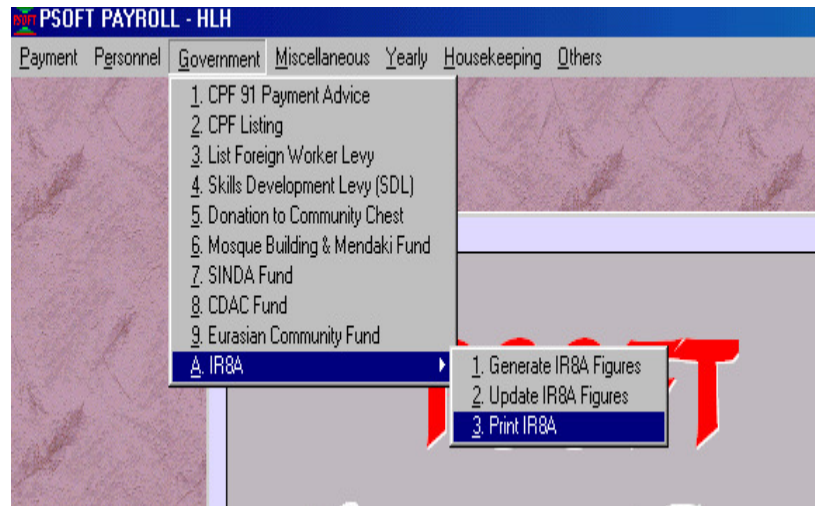 PSOFT PAYROLL - HLH
Payment Personnel Government Miscellaneous Yearly Housekeeping Others
1. CPF 91 Payment Advice
2. CPF Listing
3. List Foreign Worker Levy
4. Skills Development Levy (SDL)
5. Donation to Community Chest
6. Mosque Building & Mendaki Fund
7. SINDA Fund
8. CDAC Fund
9. Eurasian Community Fund
A. IR8A
1. Generate IR8A Figures
2. Update IR8A Figures
3. Print IR8A